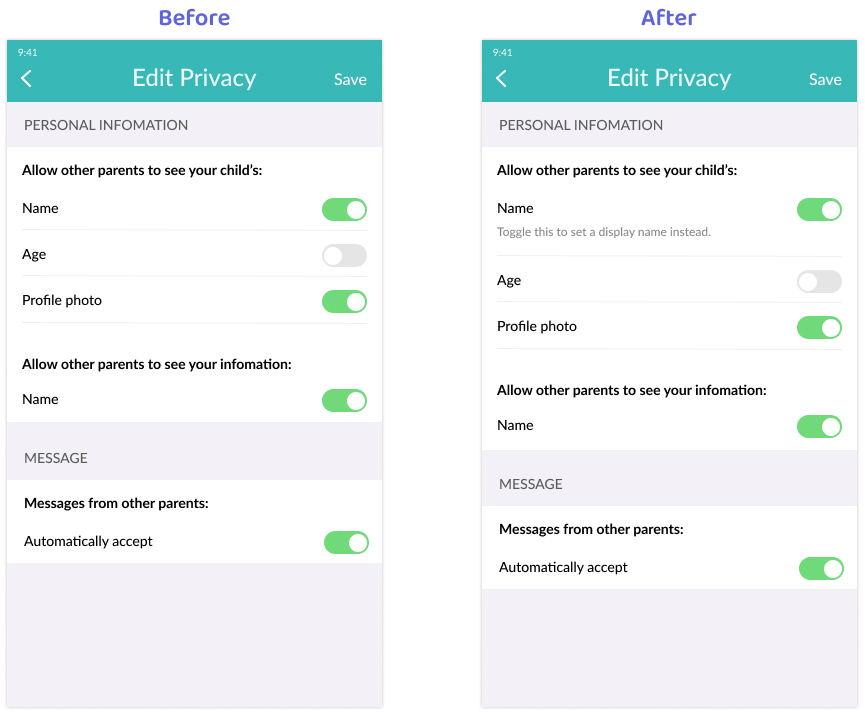 Before
9:41
Edit Privacy
Save
PERSONAL INFOMATION
Allow other parents to see your child's:
Name
Age
Profile photo
Allow other parents to see your infomation:
Name
MESSAGE
Messages from other parents:
Automatically accept
After
9:41
Edit Privacy
Save
PERSONAL INFOMATION
Allow other parents to see your child's:
Name
Toggle this to set a display name instead.
Age
Profile photo
Allow other parents to see your infomation:
Name
MESSAGE
Messages from other parents:
Automatically accept